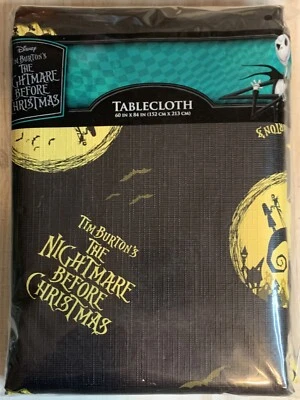 Disney
Tim Burton's
THE
NIGHTMARE
BEFORE
CHRISTMAS
TABLECLOTH
60 IN x 84 IN (152 CM x 213 CM)
TIM BURTON'S
THE
NIGHTMARE
BEFORE
CHRISTMAS